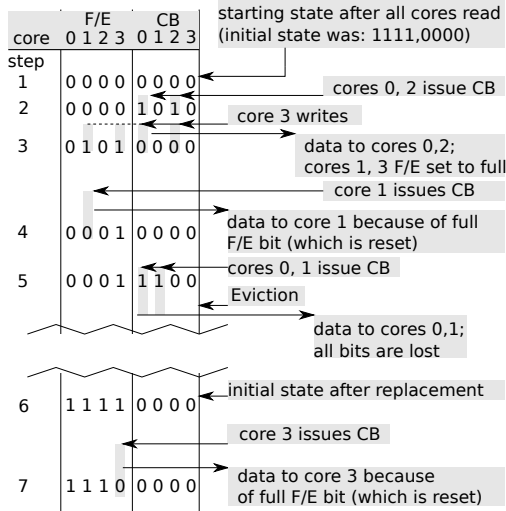 F/E CB
core 0 1 2 3 0 1 2 3
starting state after all cores read
(initial state was: 1111,0000)
step
1 0 0 0 0 0 0 0 0
cores 0, 2 issue CB
2 0 0 0 0 1 0 1 0
core 3 writes
3 0 1 0 1 0 0 0 0
data to cores 0,2;
cores 1, 3 F/E set to full
core 1 issues CB
4 0 0 0 1 0 0 0 0
data to core 1 because of full
F/E bit (which is reset)
cores 0, 1 issue CB
5 0 0 0 1 1 1 0 0
Eviction
data to cores 0,1;
all bits are lost
initial state after replacement
6 1 1 1 1 0 0 0 0
core 3 issues CB
7 1 1 1 0 0 0 0 0
data to core 3 because
of full F/E bit (which is reset)